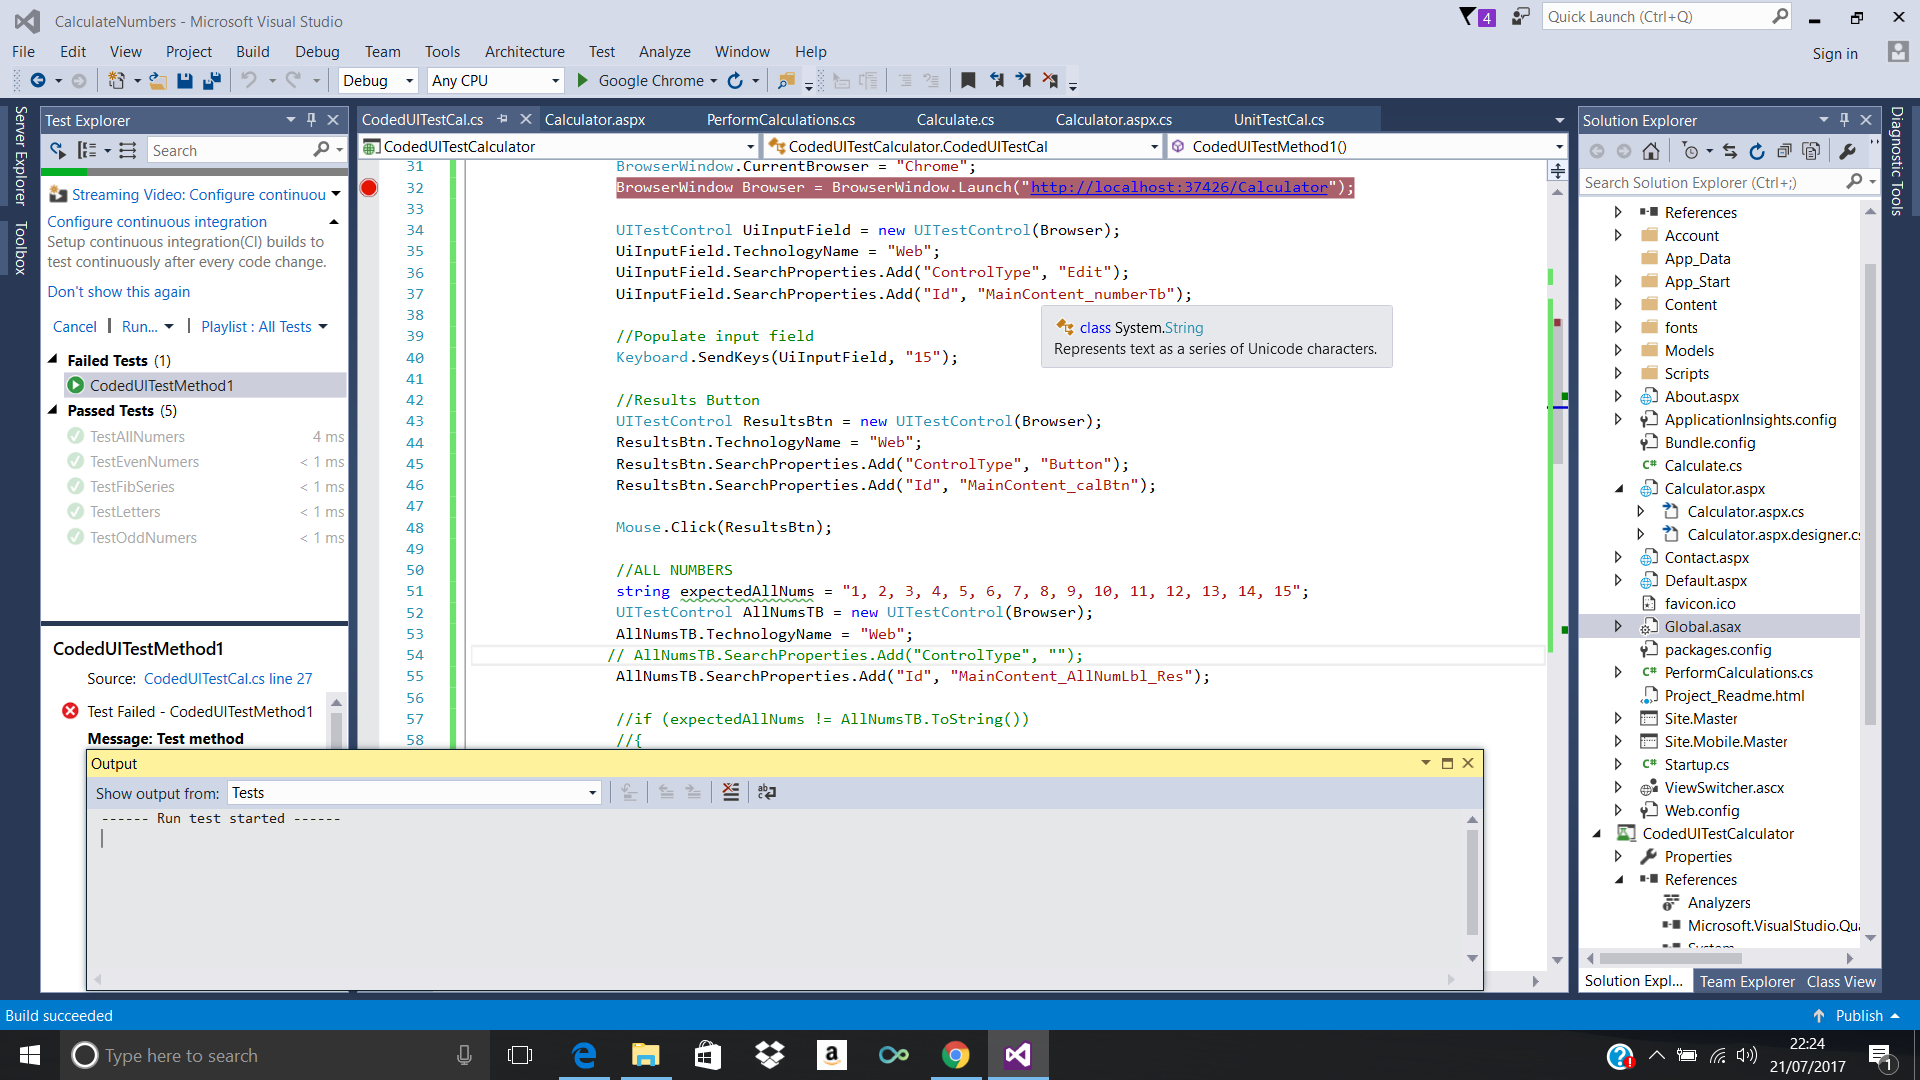 CalculateNumbers - Microsoft Visual Studio
4
Quick Launch (Ctrl+Q)
File Edit View Project Build Debug Team Tools Architecture Test Analyze Window Help
Sign in
Debug Any CPU Google Chrome
Server Explorer
Toolbox
Test Explorer
Search
Streaming Video: Configure continuou
Configure continuous integration
Setup continuous integration(CI) builds to
test continuously after every code change.
Don't show this again
Cancel | Run... | Playlist : All Tests
Failed Tests (1)
CodedUITestMethod1
Passed Tests (5)
TestAllNumers 4 ms
TestEvenNumers < 1 ms
TestFibSeries < 1 ms
TestLetters < 1 ms
TestOddNumers < 1 ms
CodedUITestMethod1
Source: CodedUITestCal.cs line 27
Test Failed - CodedUITestMethod1
Message: Test method
CodedUITestCal.cs Calculator.aspx PerformCalculations.cs Calculate.cs Calculator.aspx.cs UnitTestCal.cs
CodedUITestCalculator CodedUITestCalculator.CodedUITestCal CodedUITestMethod1()
31 BrowserWindow.CurrentBrowser = "Chrome";
32 BrowserWindow Browser = BrowserWindow.Launch("http://localhost:37426/Calculator");
33
34 UITestControl UiInputField = new UITestControl(Browser);
35 UiInputField.TechnologyName = "Web";
36 UiInputField.SearchProperties.Add("ControlType", "Edit");
37 UiInputField.SearchProperties.Add("Id", "MainContent_numberTb");
38
39 //Populate input field
40 Keyboard.SendKeys(UiInputField, "15");
41
42 //Results Button
43 UITestControl ResultsBtn = new UITestControl(Browser);
44 ResultsBtn.TechnologyName = "Web";
45 ResultsBtn.SearchProperties.Add("ControlType", "Button");
46 ResultsBtn.SearchProperties.Add("Id", "MainContent_calBtn");
47
48 Mouse.Click(ResultsBtn);
49
50 //ALL NUMBERS
51 string expectedAllNums = "1, 2, 3, 4, 5, 6, 7, 8, 9, 10, 11, 12, 13, 14, 15";
52 UITestControl AllNumsTB = new UITestControl(Browser);
53 AllNumsTB.TechnologyName = "Web";
54 // AllNumsTB.SearchProperties.Add("ControlType", "");
55 AllNumsTB.SearchProperties.Add("Id", "MainContent_AllNumLbl_Res");
56
57 //if (expectedAllNums != AllNumsTB.ToString())
58 //{
class System.String
Represents text as a series of Unicode characters.
Output
Show output from: Tests
------ Run test started ------
Solution Explorer
Search Solution Explorer (Ctrl+;)
References
Account
App_Data
App_Start
Content
fonts
Models
Scripts
About.aspx
ApplicationInsights.config
Bundle.config
C# Calculate.cs
Calculator.aspx
Calculator.aspx.cs
Calculator.aspx.designer.cs
Contact.aspx
Default.aspx
favicon.ico
Global.asax
packages.config
C# PerformCalculations.cs
Project_Readme.html
Site.Master
Site.Mobile.Master
C# Startup.cs
ViewSwitcher.ascx
Web.config
CodedUITestCalculator
Properties
References
Analyzers
Microsoft.VisualStudio.Qua
System
Solution Expl... Team Explorer Class View
Diagnostic Tools
Build succeeded
Publish
Type here to search
22:24
21/07/2017
1